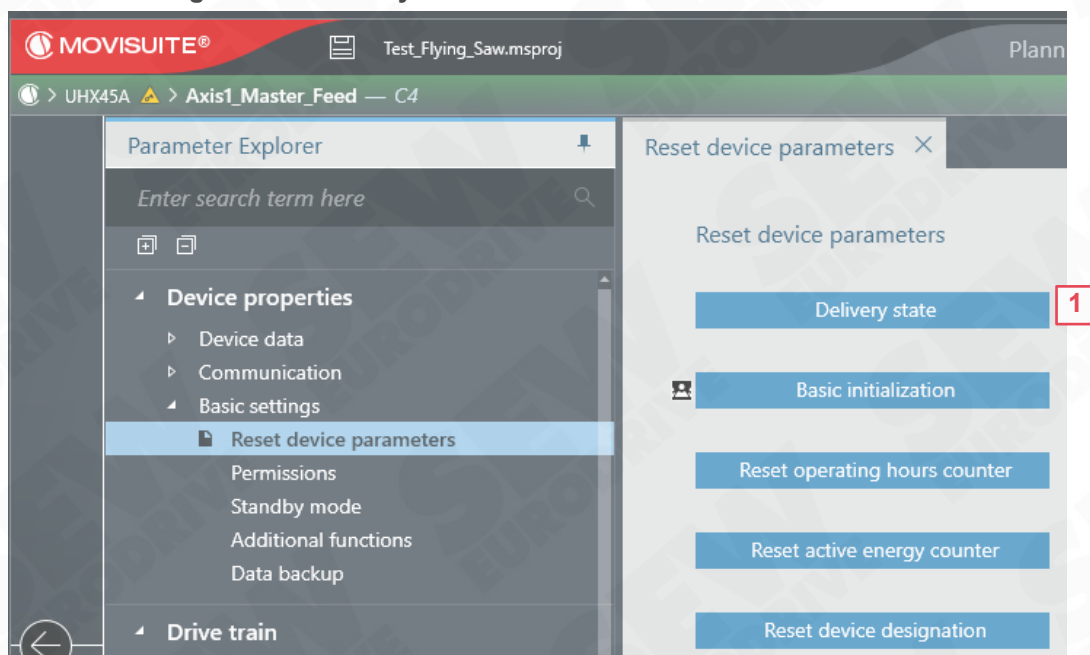 MOVISUITE® Test_Flying_Saw.msproj Plann
> UHX45A > Axis1_Master_Feed — C4
Parameter Explorer
Enter search term here
Device properties
Device data
Communication
Basic settings
Reset device parameters
Permissions
Standby mode
Additional functions
Data backup
Drive train
Reset device parameters
Reset device parameters
Delivery state
1
Basic initialization
Reset operating hours counter
Reset active energy counter
Reset device designation
SEW
EURODRIVE